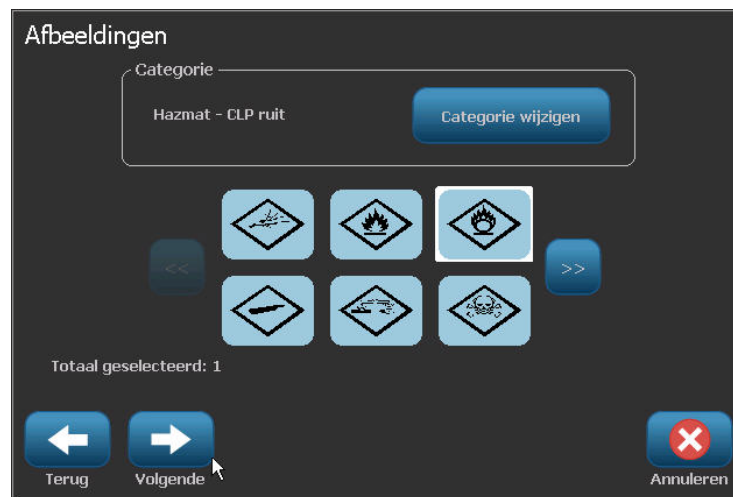 Afbeeldingen
Categorie
Hazmat - CLP ruit
Categorie wijzigen
<<
>>
Totaal geselecteerd: 1
Terug
Volgende
Annuleren